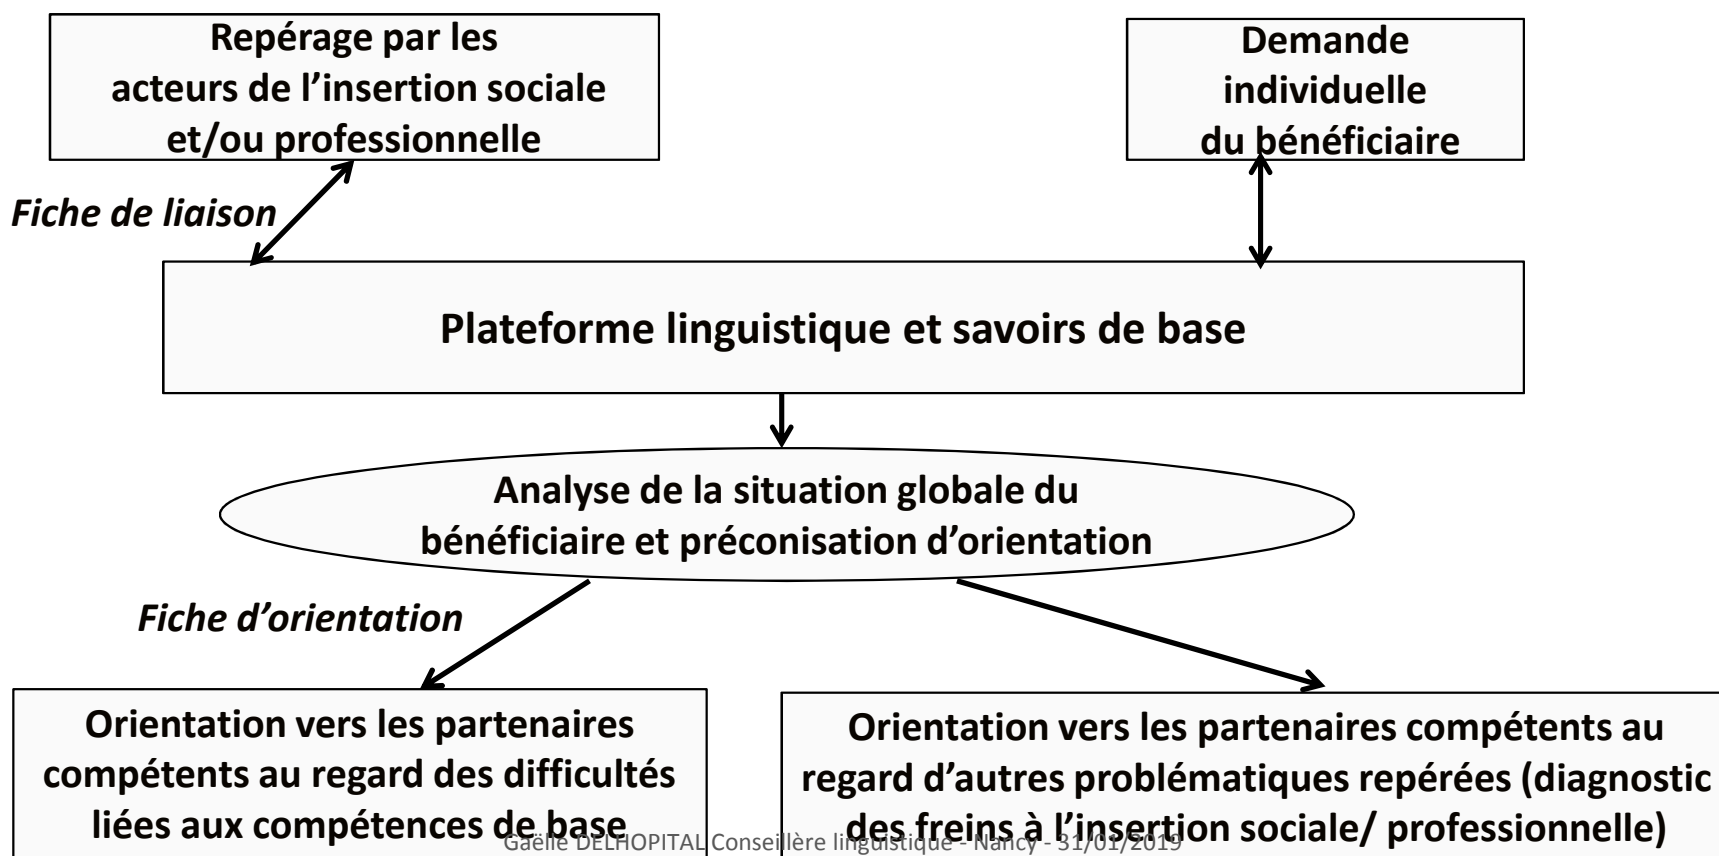 Repérage par les
acteurs de l’insertion sociale
et/ou professionnelle
Demande
individuelle
du bénéficiaire
Fiche de liaison
Plateforme linguistique et savoirs de base
Analyse de la situation globale du
bénéficiaire et préconisation d’orientation
Fiche d’orientation
Orientation vers les partenaires
compétents au regard des difficultés
liées aux compétences de base
Orientation vers les partenaires compétents au
regard d’autres problématiques repérées (diagnostic
des freins à l’insertion sociale/ professionnelle)
Gaëlle DELHOPITAL Conseillère linguistique - Nancy - 31/01/2019